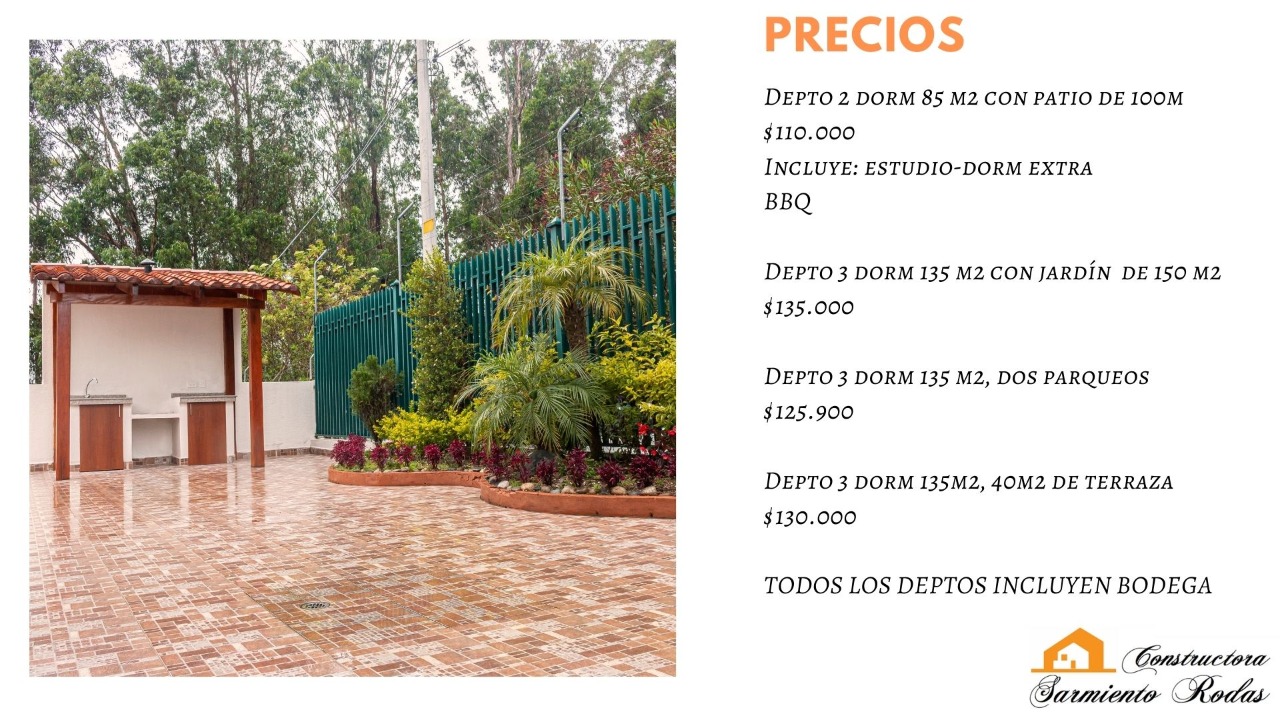 PRECIOS
Depto 2 dorm 85 m2 con patio de 100m
$110.000
Incluye: estudio-dorm extra
BBQ
Depto 3 dorm 135 m2 con jardín de 150 m2
$135.000
Depto 3 dorm 135 m2, dos parqueos
$125.900
Depto 3 dorm 135m2, 40m2 de terraza
$130.000
TODOS LOS DEPTOS INCLUYEN BODEGA
Constructora
Sarmiento Rodas